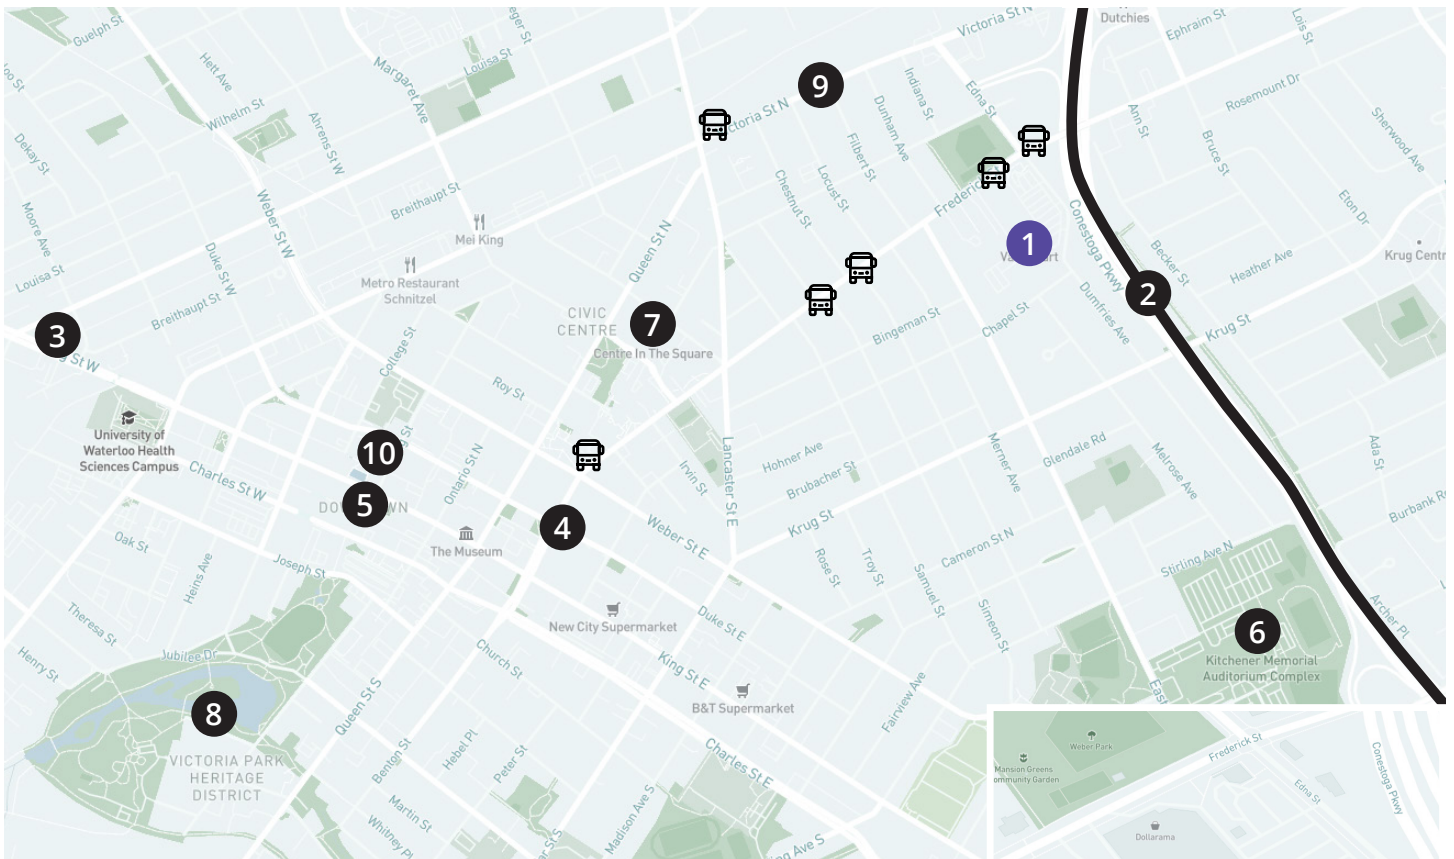 Guelph St
Louisa St
Victoria St N
Dutchies
Ephraim St
Lois St
Hett Ave
Margaret Ave
9
Indiana St
Edna St
Rosemount Dr
Wilhelm St
Ahrens St W
Dunham Ave
Ann St
Sherwood Ave
Dekay St
Filbert St
Bruce St
Breithaupt St
Chestnut St
Locust St
Eton Dr
Weber St W
Moore Ave
Mei King
Queen St N
1
Conestoga Pkwy
Becker St
Heather Ave
Krug Centr
Louisa St
Duke St W
Metro Restaurant
Schnitzel
2
Breithaupt St
CIVIC
CENTRE
7
Centre In The Square
Bingeman St
Chapel St
Dumfries Ave
Krug St
3
College St
Roy St
University of
Waterloo Health
Sciences Campus
10
Charles St W
Ontario St N
Irvin St
Lancaster St E
Hohner Ave
Brubacher St
Merner Ave
Glendale Rd
Melrose Ave
Ada St
5
4
Krug St
Burbank
Oak St
The Museum
Weber St E
Rose St
Troy St
Cameron St N
Stirling Ave N
Joseph St
Heins Ave
Samuel St
Simeon St
Archer Pl
Theresa St
New City Supermarket
Duke St E
6
Kitchener Memorial
Auditorium Complex
Henry St
Jubilee Dr
Church St
King St E
Fairview Ave
East
8
Queen St S
B&T Supermarket
VICTORIA PARK
HERITAGE
DISTRICT
Benton St
Hebel Pl
Peter St
Charles St E
Martin St
Whitney Pl
Madison Ave S
Weber Park
Frederick St
Conestoga Pkwy
Mansion Greens
ommunity Garden
Edna St
Dollarama